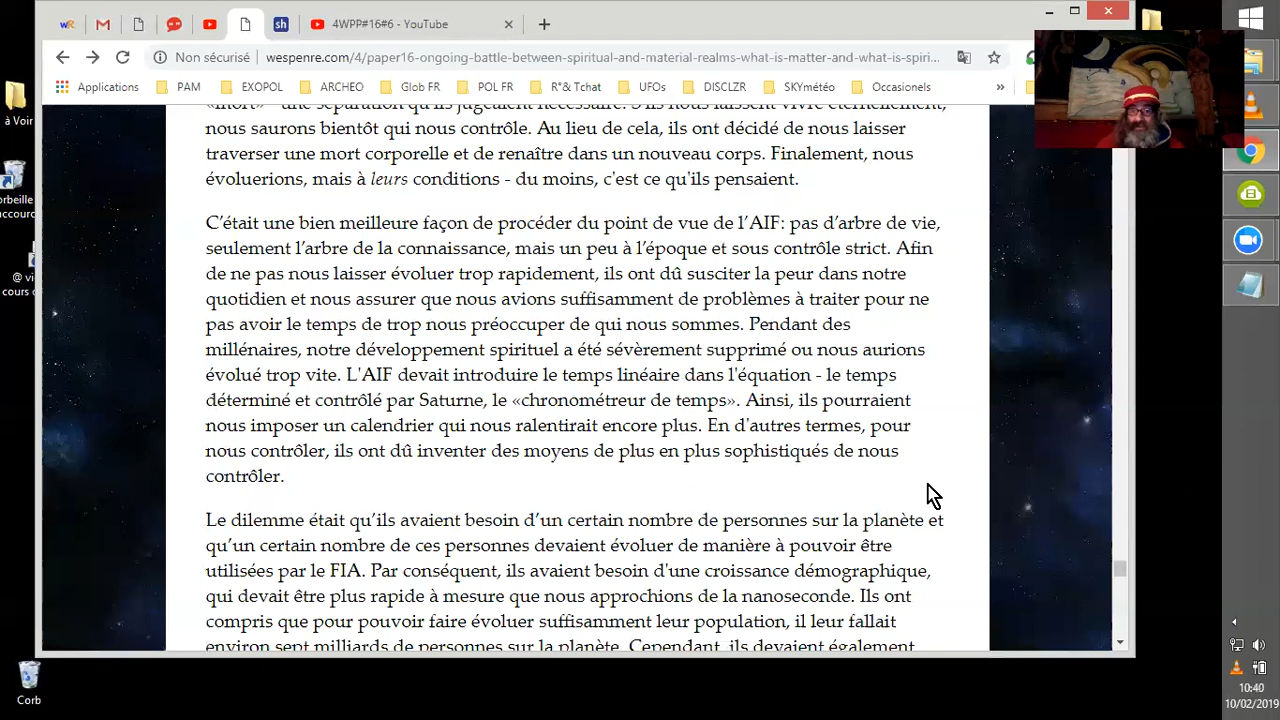 4WPP#16#6 - YouTube
Non sécurisé
wespenre.com/4/paper16-ongoing-battle-between-spiritual-and-material-realms-what-is-matter-and-what-is-spiri...
Applications
PAM
EXOPOL
ARCHEO
Glob FR
POL FR
R°& Tchat
UFOs
DISCLZR
SKYmétéo
Occasionels
»
nous saurons bientôt qui nous contrôle. Au lieu de cela, ils ont décidé de nous laisser
traverser une mort corporelle et de renaître dans un nouveau corps. Finalement, nous
évoluerions, mais à leurs conditions - du moins, c'est ce qu'ils pensaient.
C'était une bien meilleure façon de procéder du point de vue de l'AIF: pas d'arbre de vie,
seulement l'arbre de la connaissance, mais un peu à l'époque et sous contrôle strict. Afin
de ne pas nous laisser évoluer trop rapidement, ils ont dû susciter la peur dans notre
quotidien et nous assurer que nous avions suffisamment de problèmes à traiter pour ne
pas avoir le temps de trop nous préoccuper de qui nous sommes. Pendant des
millénaires, notre développement spirituel a été sévèrement supprimé ou nous aurions
évolué trop vite. L'AIF devait introduire le temps linéaire dans l'équation - le temps
déterminé et contrôlé par Saturne, le «chronométreur de temps». Ainsi, ils pourraient
nous imposer un calendrier qui nous ralentirait encore plus. En d'autres termes, pour
nous contrôler, ils ont dû inventer des moyens de plus en plus sophistiqués de nous
contrôler.
Le dilemme était qu'ils avaient besoin d'un certain nombre de personnes sur la planète et
qu'un certain nombre de ces personnes devaient évoluer de manière à pouvoir être
utilisées par le FIA. Par conséquent, ils avaient besoin d'une croissance démographique,
qui devait être plus rapide à mesure que nous approchions de la nanoseconde. Ils ont
compris que pour pouvoir faire évoluer suffisamment leur population, il leur fallait
environ sept milliards de personnes sur la planète. Cependant, ils devaient également
à Voir
Corb
10:40
10/02/2019